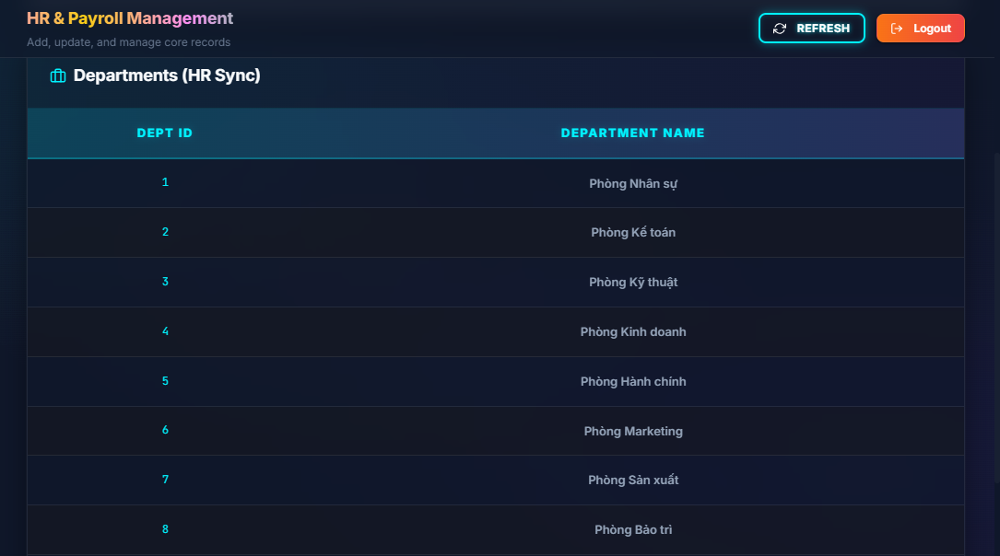 HR & Payroll Management
Add, update, and manage core records
REFRESH
Logout
Departments (HR Sync)
DEPT ID DEPARTMENT NAME
1 Phòng Nhân sự
2 Phòng Kế toán
3 Phòng Kỹ thuật
4 Phòng Kinh doanh
5 Phòng Hành chính
6 Phòng Marketing
7 Phòng Sản xuất
8 Phòng Bảo trì